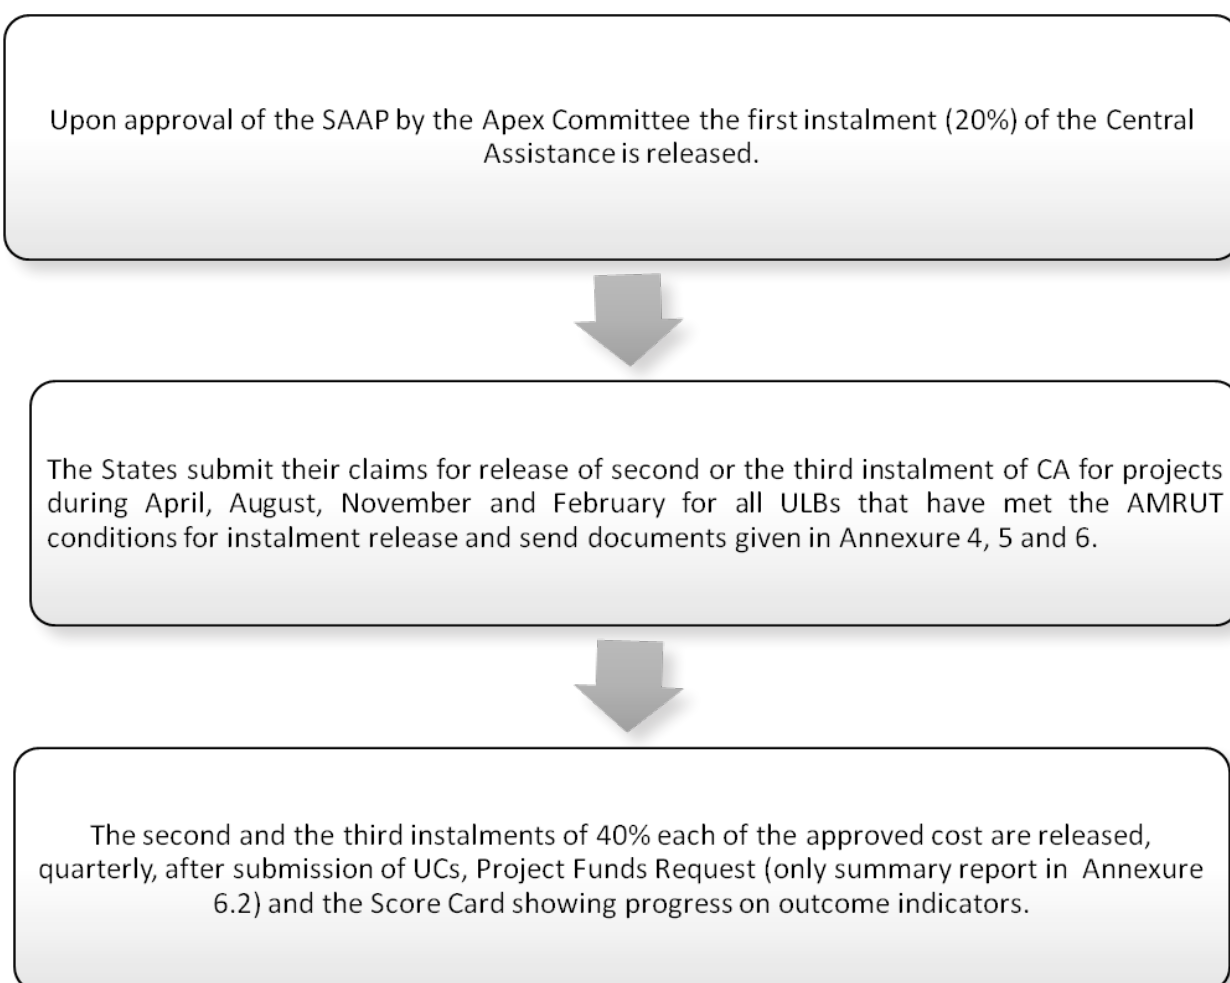 Upon approval of the SAAP by the Apex Committee the first instalment (20%) of the Central
Assistance is released.
The States submit their claims for release of second or the third instalment of CA for projects
during April, August, November and February for all ULBs that have met the AMRUT
conditions for instalment release and send documents given in Annexure 4, 5 and 6.
The second and the third instalments of 40% each of the approved cost are released,
quarterly, after submission of UCs, Project Funds Request (only summary report in Annexure
6.2) and the Score Card showing progress on outcome indicators.